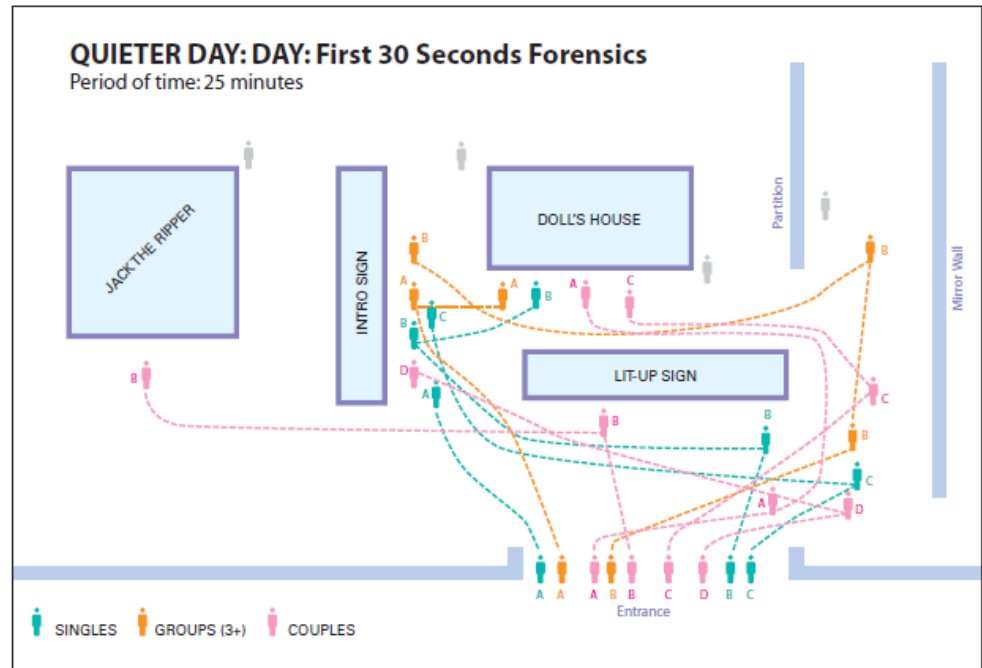 QUIETER DAY: DAY: First 30 Seconds Forensics
Period of time: 25 minutes
JACK THE RIPPER
INTRO SIGN
DOLL'S HOUSE
Partition
Mirror Wall
LIT-UP SIGN
B
B
A
A
A
C
B
C
B
D
A
B
B
B
C
B
C
A
D
A
A
A
B
B
C
D
B
C
Entrance
SINGLES
GROUPS (3+)
COUPLES